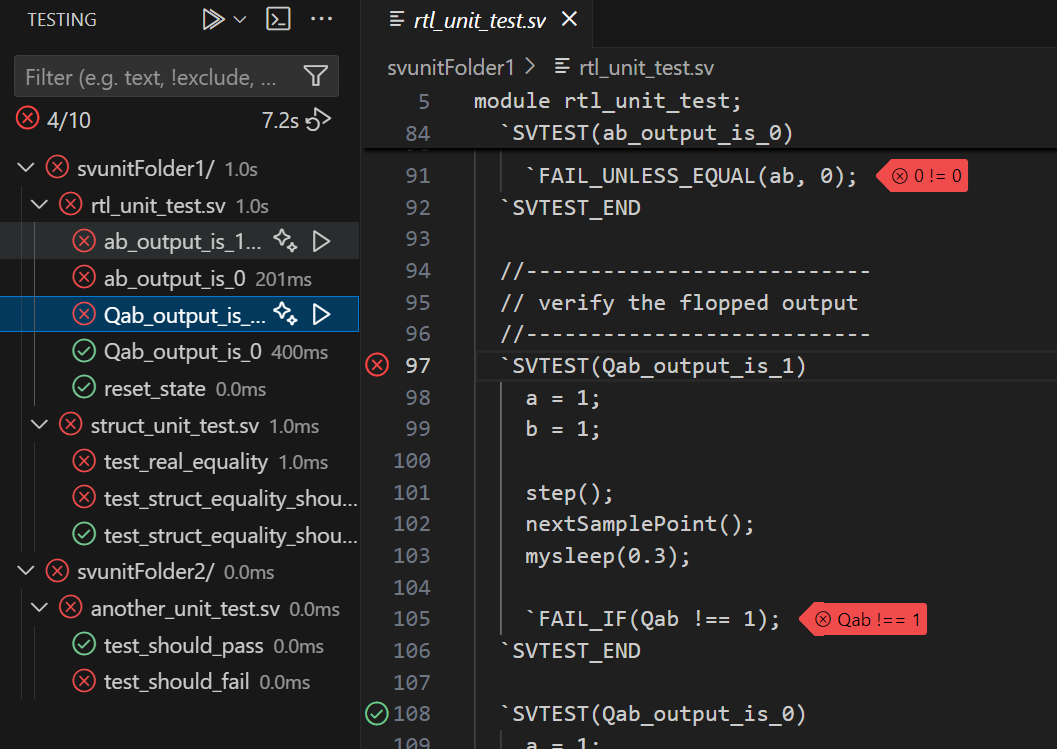 TESTING
Filter (e.g. text, !exclude, ...
4/10 7.2s
svunitFolder1/ 1.0s
rtl_unit_test.sv 1.0s
ab_output_is_1...
ab_output_is_0 201ms
Qab_output_is_...
Qab_output_is_0 400ms
reset_state 0.0ms
struct_unit_test.sv 1.0ms
test_real_equality 1.0ms
test_struct_equality_shou...
test_struct_equality_shou...
svunitFolder2/ 0.0ms
another_unit_test.sv 0.0ms
test_should_pass 0.0ms
test_should_fail 0.0ms
rtl_unit_test.sv
svunitFolder1 > rtl_unit_test.sv
5 module rtl_unit_test;
84 `SVTEST(ab_output_is_0)
91 `FAIL_UNLESS_EQUAL(ab, 0); 0 != 0
92 `SVTEST_END
93
94 //---------------------------
95 // verify the flopped output
96 //---------------------------
97 `SVTEST(Qab_output_is_1)
98 a = 1;
99 b = 1;
100
101 step();
102 nextSamplePoint();
103 mysleep(0.3);
104
105 `FAIL_IF(Qab !== 1); Qab !== 1
106 `SVTEST_END
107
108 `SVTEST(Qab_output_is_0)
109 a = 1;